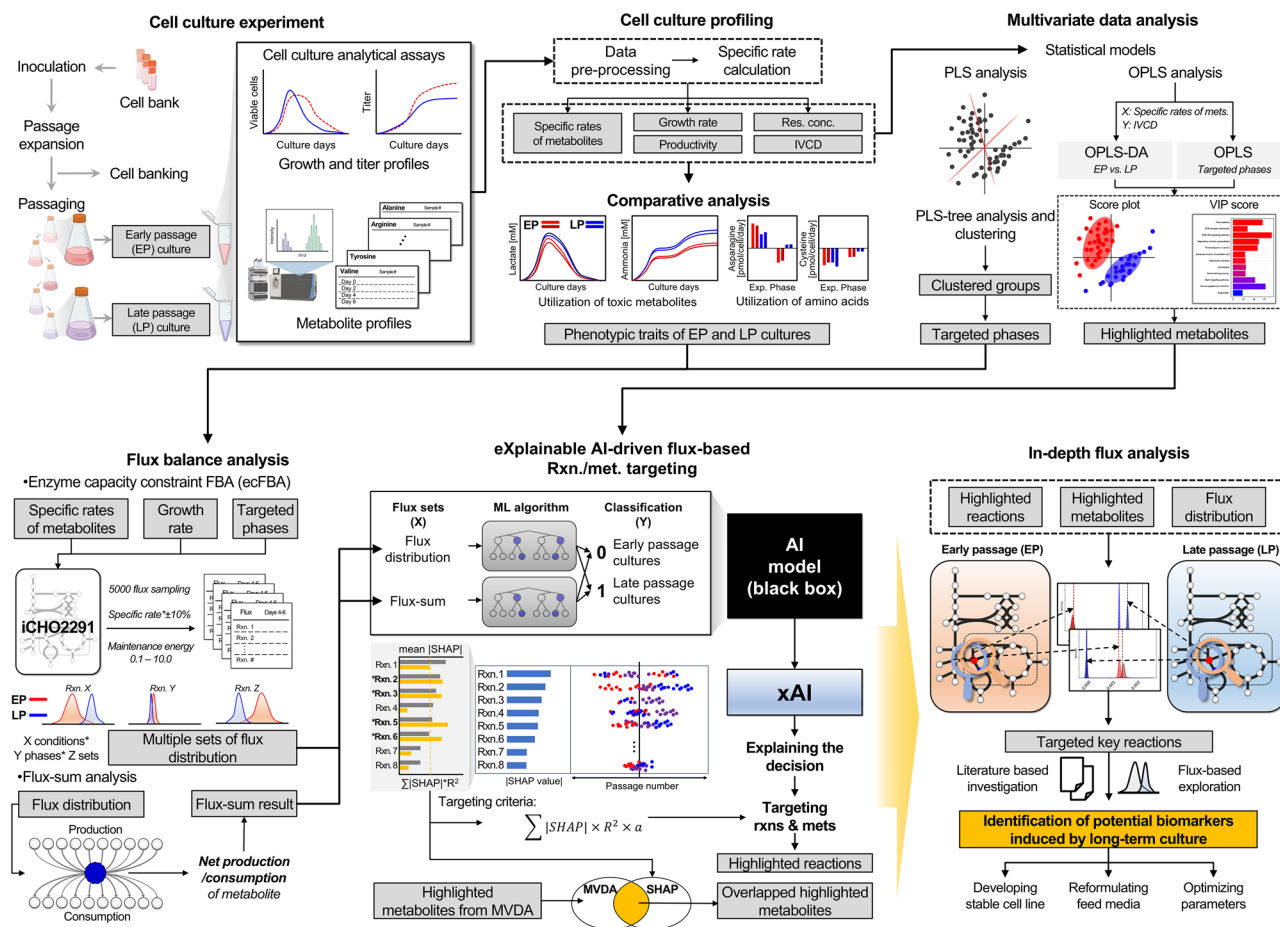 Cell culture experiment
Inoculation
Cell bank
Passage
expansion
Cell banking
Passaging
Early passage
(EP) culture
Late passage
(LP) culture
Cell culture analytical assays
Viable cells
Culture days
Titer
Culture days
Growth and titer profiles
Intensity
m/z
Alanine Sample#
Arginine Sample#
Tyrosine
Valine Sample#
Day 0
Day 2
Day 4
Day 6
Metabolite profiles
Cell culture profiling
Data
pre-processing
Specific rate
calculation
Specific rates
of metabolites
Growth rate
Productivity
Res. conc.
IVCD
Comparative analysis
EP
LP
Lactate [mM]
Culture days
Ammonia [mM]
Culture days
Utilization of toxic metabolites
Asparagine
[pmol/cell/day]
Exp. Phase
Cysteine
[pmol/cell/day]
Exp. Phase
Utilization of amino acids
Phenotypic traits of EP and LP cultures
Multivariate data analysis
Statistical models
PLS analysis
OPLS analysis
X: Specific rates of mets.
Y: IVCD
OPLS-DA
EP vs. LP
OPLS
Targeted phases
PLS-tree analysis and
clustering
Clustered groups
Targeted phases
Score plot
VIP score
Highlighted metabolites
Flux balance analysis
•Enzyme capacity constraint FBA (ecFBA)
Specific rates
of metabolites
Growth
rate
Targeted
phases
iCHO2291
5000 flux sampling
Specific rate*±10%
Maintenance energy
0.1 – 10.0
Flux Days 4-6
Rxn. 1
Rxn. 2
Rxn. #
EP
LP
Rxn. X
Rxn. Y
Rxn. Z
X conditions*
Y phases* Z sets
Multiple sets of flux
distribution
•Flux-sum analysis
Flux distribution
Flux-sum result
Production
Consumption
Net production
/consumption
of metabolite
eXplainable AI-driven flux-based
Rxn./met. targeting
Flux sets
(X)
ML algorithm
Classification
(Y)
Flux
distribution
Flux-sum
0
Early passage
cultures
1
Late passage
cultures
AI
model
(black box)
xAI
Explaining the
decision
Targeting
rxns & mets
Highlighted reactions
mean |SHAP|
Rxn. 1
*Rxn. 2
*Rxn. 3
Rxn. 4
*Rxn. 5
*Rxn. 6
Rxn. 7
Rxn. 8
∑|SHAP|*R²
Rxn.1
Rxn.2
Rxn.3
Rxn.4
Rxn.5
Rxn.6
Rxn.7
Rxn.8
|SHAP value|
Passage number
Targeting criteria:
∑ |SHAP| × R² × a
Highlighted
metabolites from MVDA
MVDA
SHAP
Overlapped highlighted
metabolites
In-depth flux analysis
Highlighted
reactions
Highlighted
metabolites
Flux
distribution
Early passage (EP)
Late passage (LP)
Targeted key reactions
Literature based
investigation
Flux-based
exploration
Identification of potential biomarkers
induced by long-term culture
Developing
stable cell line
Reformulating
feed media
Optimizing
parameters